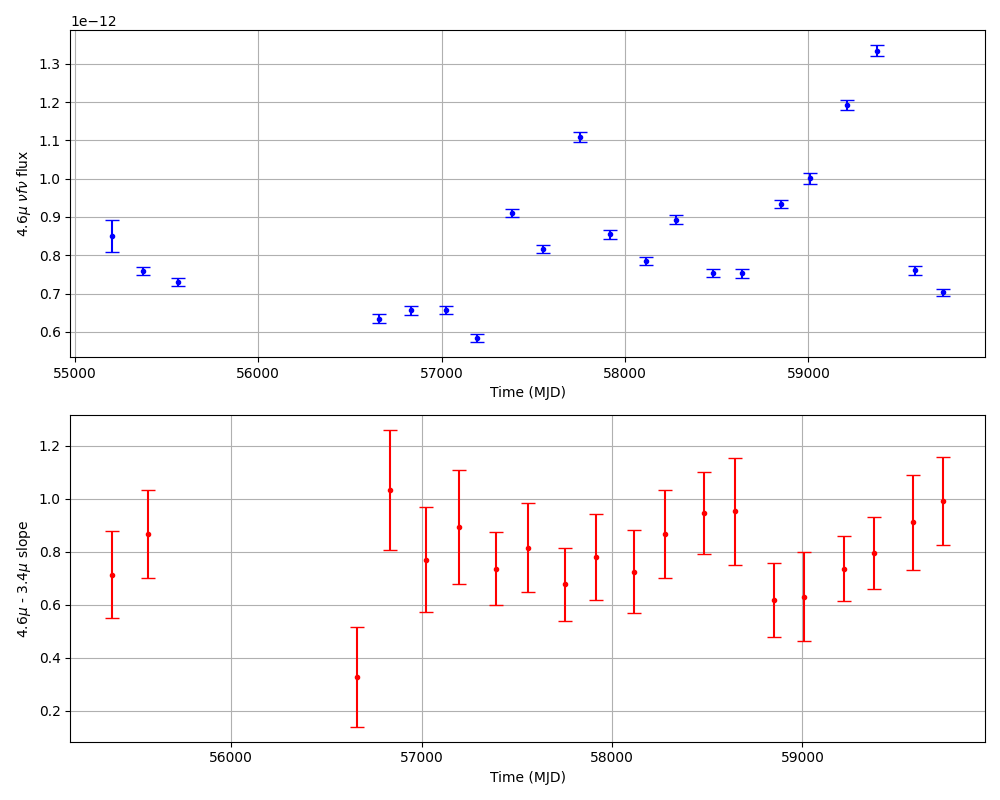 1e−12
1.3
1.2
1.1
1.0
0.9
0.8
0.7
0.6
4.6μ νfν flux
55000 56000 57000 58000 59000
Time (MJD)
1.2
1.0
0.8
0.6
0.4
0.2
4.6μ - 3.4μ slope
56000 57000 58000 59000
Time (MJD)